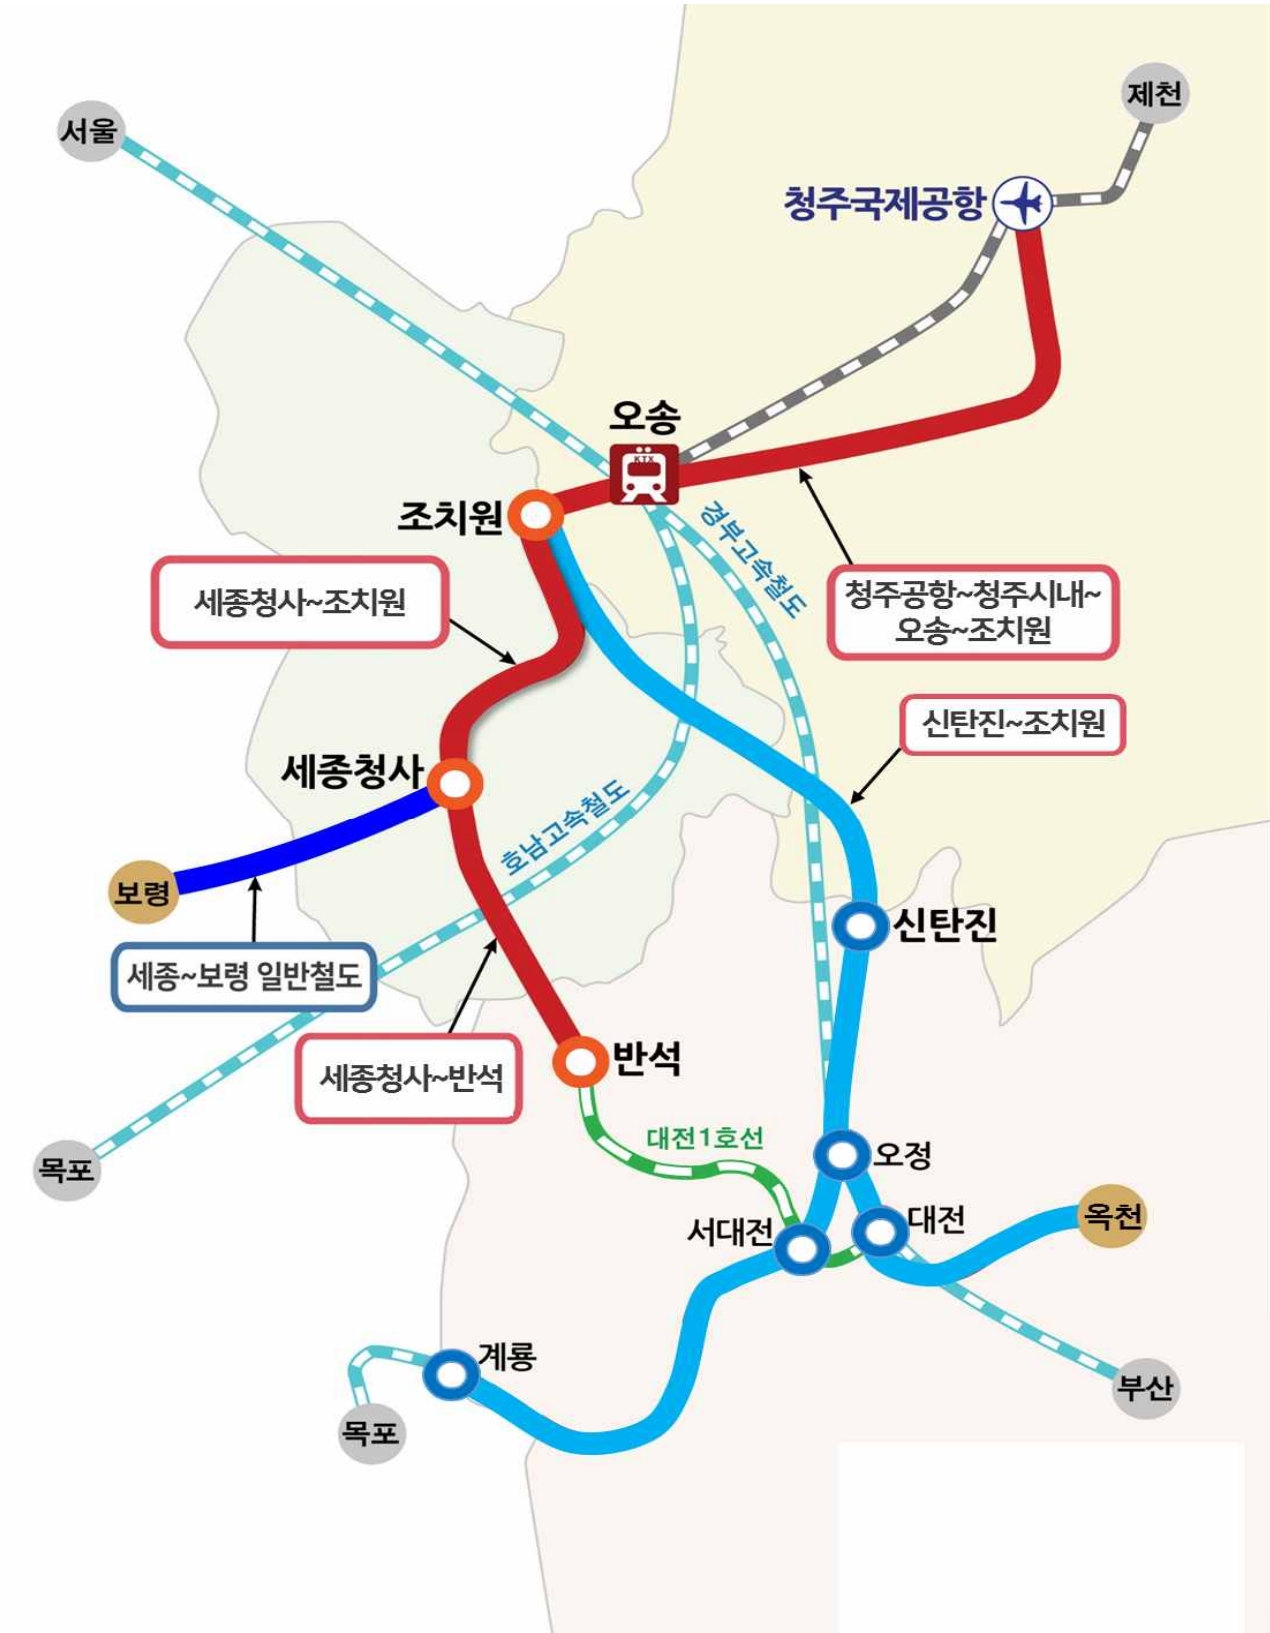 제천
서울
청주국제공항
오송
KTX
조치원
경부고속철도
세종청사~조치원
청주공항~청주시내~
오송~조치원
신탄진~조치원
세종청사
호남고속철도
보령
신탄진
세종~보령 일반철도
반석
세종청사~반석
대전1호선
오정
목포
옥천
대전
서대전
계룡
부산
목포